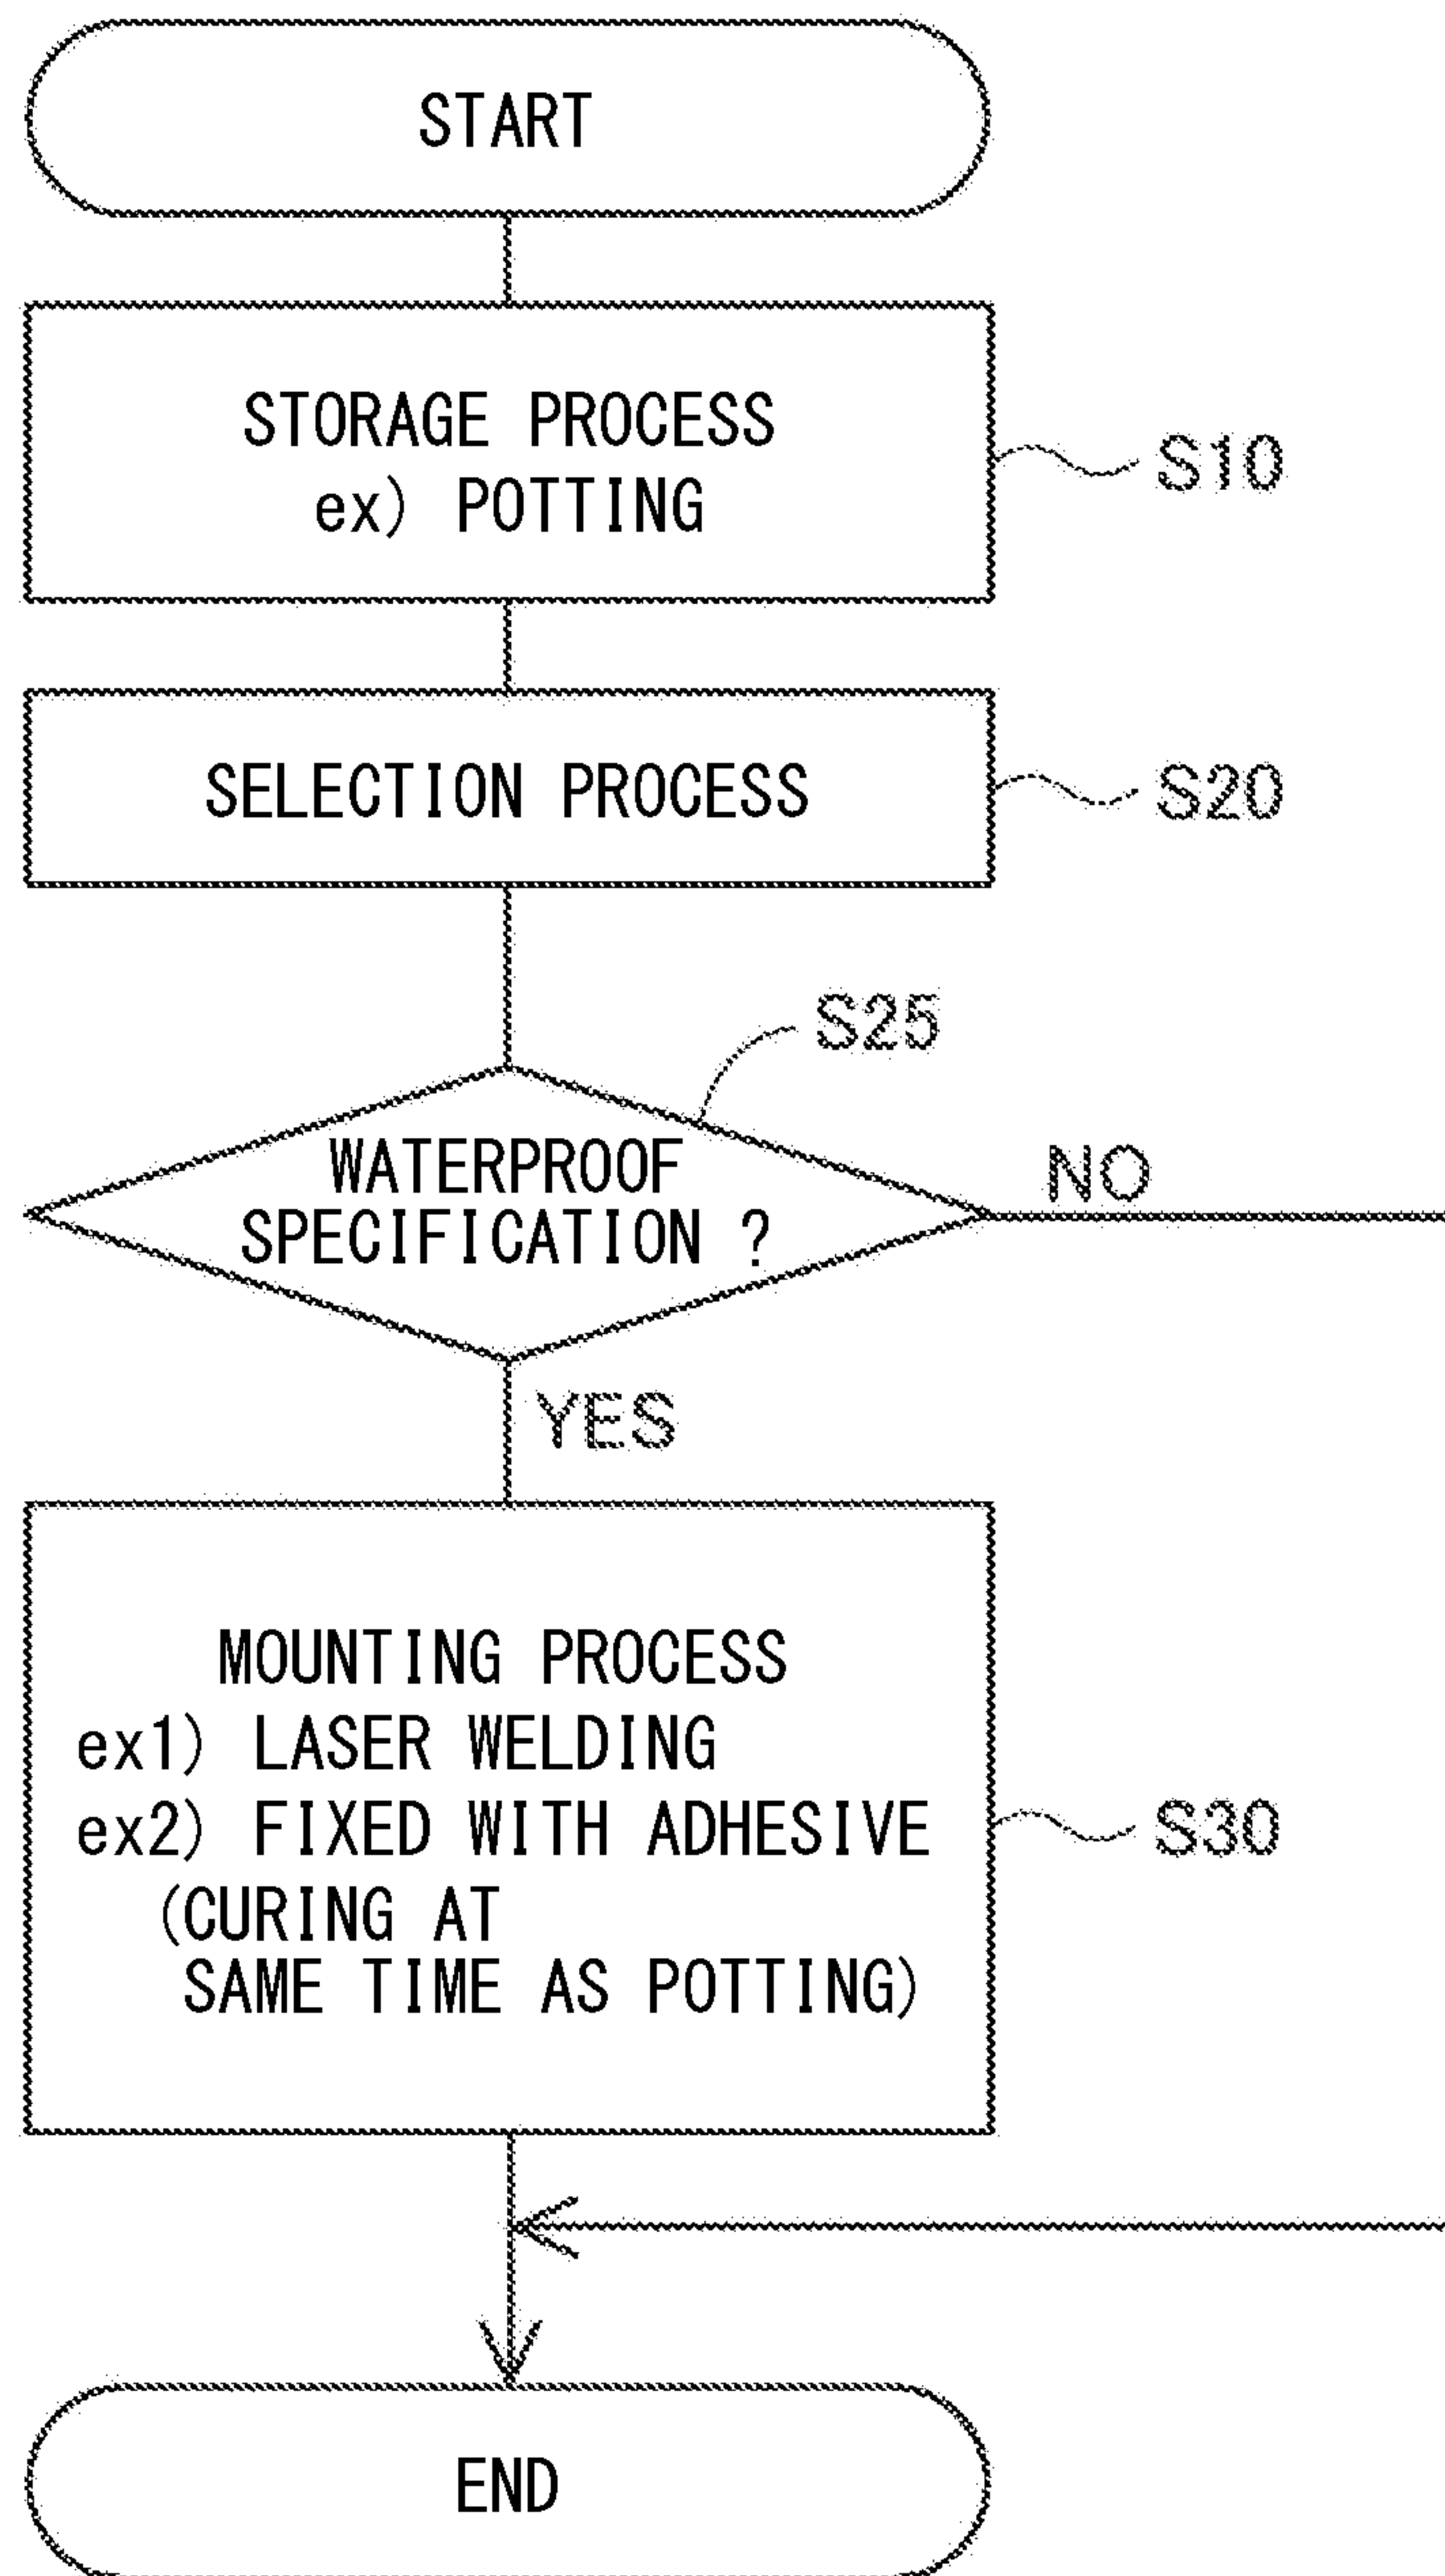 START
STORAGE PROCESS
ex) POTTING
S10
SELECTION PROCESS
S20
S25
WATERPROOF
SPECIFICATION ?
NO
YES
MOUNTING PROCESS
ex1) LASER WELDING
ex2) FIXED WITH ADHESIVE
(CURING AT
SAME TIME AS POTTING)
S30
END